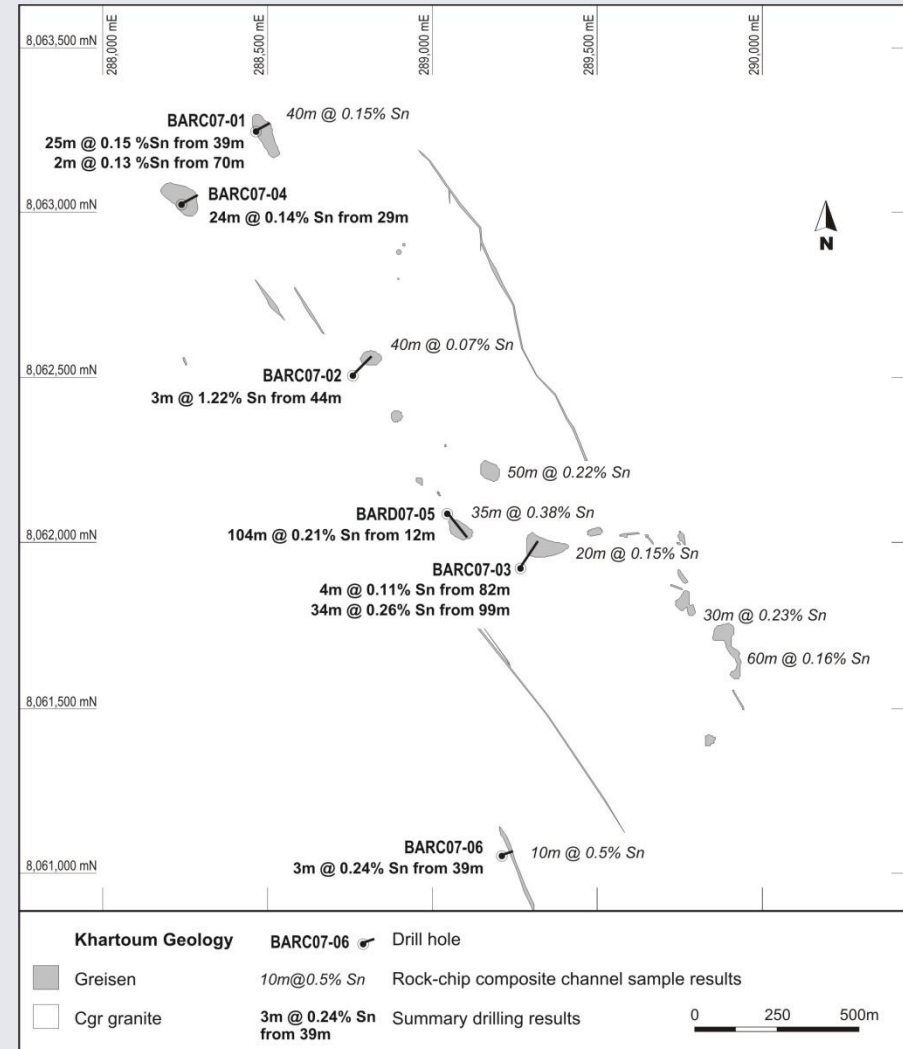 288,000 mE
288,500 mE
289,000 mE
289,500 mE
290,000 mE
8,063,500 mN
BARC07-01
40m @ 0.15% Sn
25m @ 0.15 %Sn from 39m
2m @ 0.13 %Sn from 70m
BARC07-04
8,063,000 mN
24m @ 0.14% Sn from 29m
N
40m @ 0.07% Sn
8,062,500 mN
BARC07-02
3m @ 1.22% Sn from 44m
50m @ 0.22% Sn
BARD07-05
35m @ 0.38% Sn
104m @ 0.21% Sn from 12m
8,062,000 mN
20m @ 0.15% Sn
BARC07-03
4m @ 0.11% Sn from 82m
34m @ 0.26% Sn from 99m
30m @ 0.23% Sn
60m @ 0.16% Sn
8,061,500 mN
BARC07-06
10m @ 0.5% Sn
3m @ 0.24% Sn from 39m
8,061,000 mN
Khartoum Geology
BARC07-06
Drill hole
Greisen
10m@0.5% Sn
Rock-chip composite channel sample results
Cgr granite
3m @ 0.24% Sn
from 39m
Summary drilling results
0 250 500m